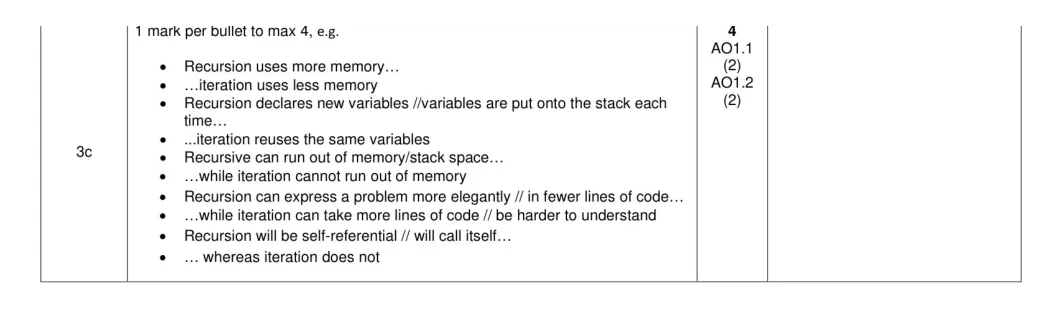 1 mark per bullet to max 4, e.g.
4
AO1.1
(2)
AO1.2
(2)
3c
• Recursion uses more memory…
• …iteration uses less memory
• Recursion declares new variables //variables are put onto the stack each
time…
• ...iteration reuses the same variables
• Recursive can run out of memory/stack space…
• …while iteration cannot run out of memory
• Recursion can express a problem more elegantly // in fewer lines of code…
• …while iteration can take more lines of code // be harder to understand
• Recursion will be self-referential // will call itself…
• … whereas iteration does not